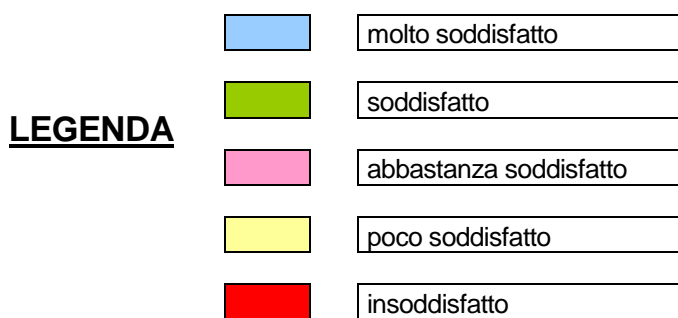 molto soddisfatto
soddisfatto
LEGENDA
abbastanza soddisfatto
poco soddisfatto
insoddisfatto